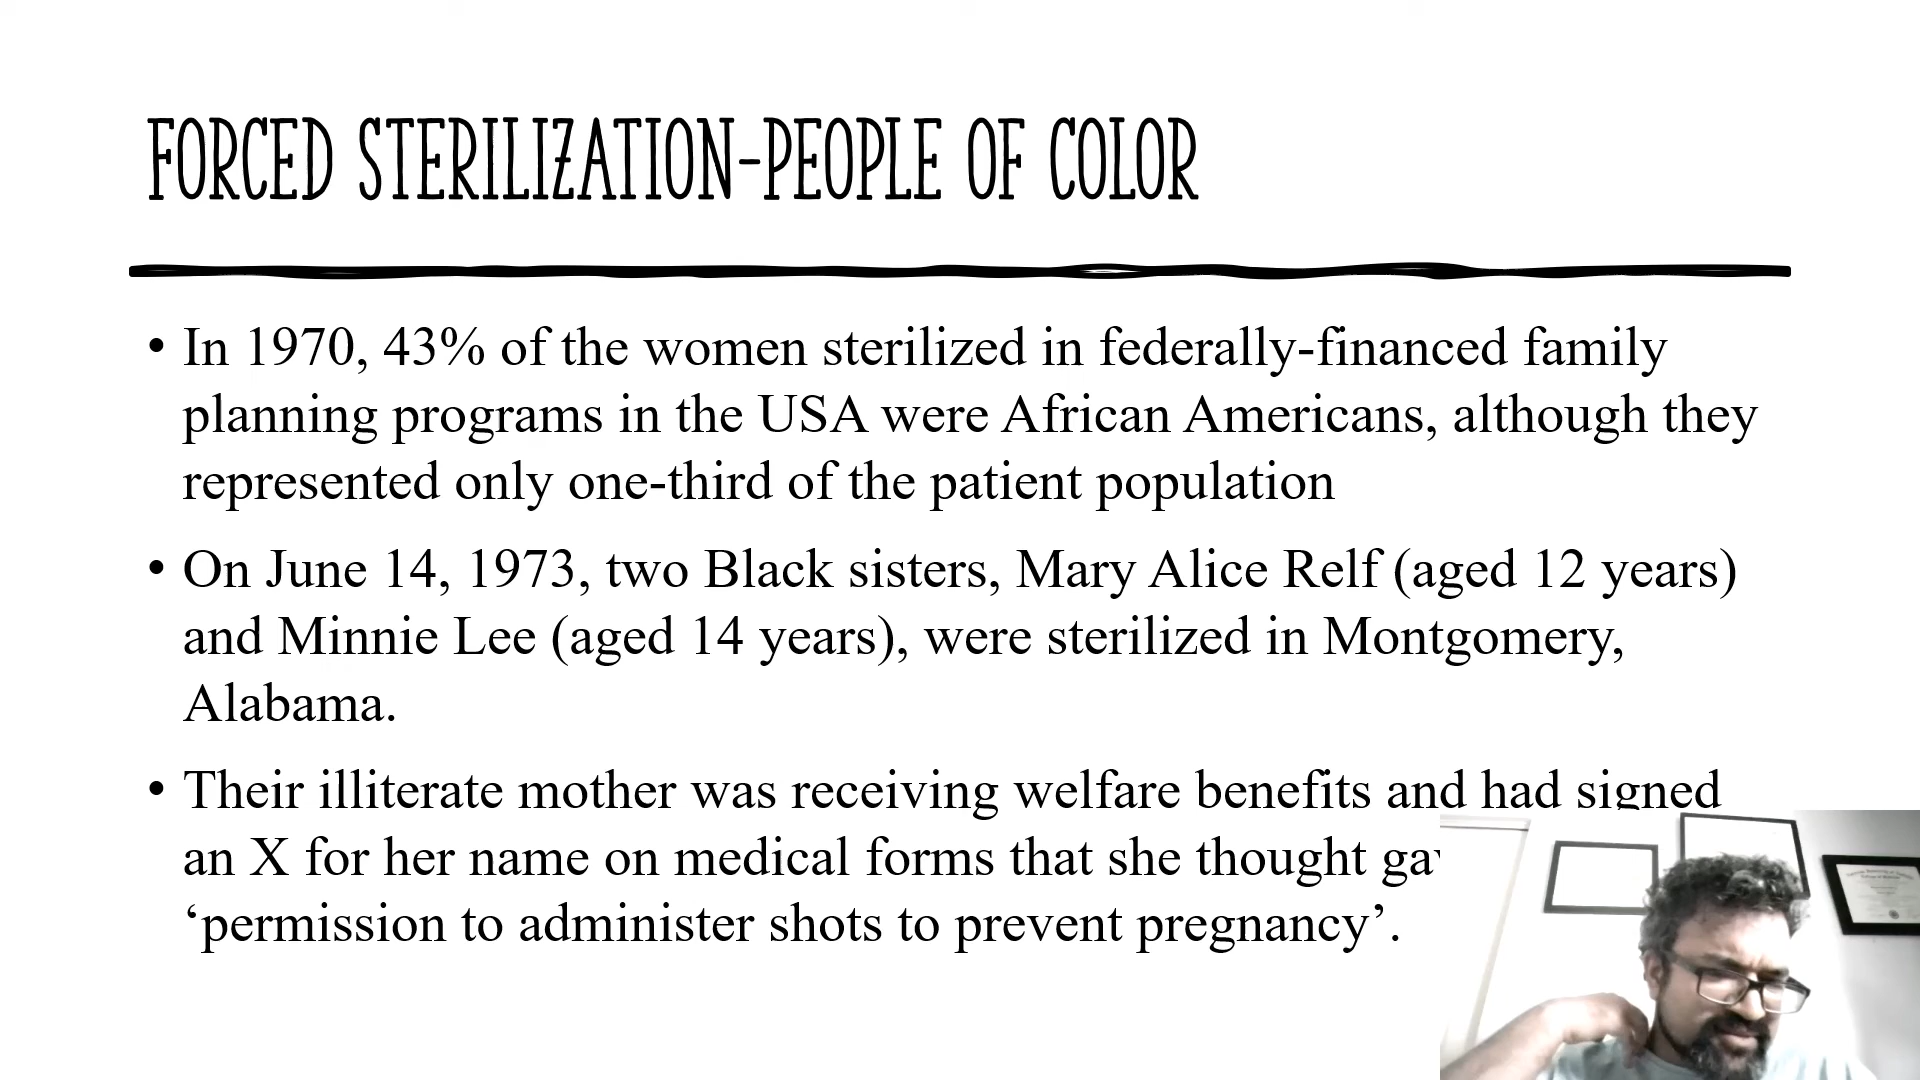 FORCED STERILIZATION-PEOPLE OF COLOR
• In 1970, 43% of the women sterilized in federally-financed family
planning programs in the USA were African Americans, although they
represented only one-third of the patient population
• On June 14, 1973, two Black sisters, Mary Alice Relf (aged 12 years)
and Minnie Lee (aged 14 years), were sterilized in Montgomery,
Alabama.
• Their illiterate mother was receiving welfare benefits and had signed
an X for her name on medical forms that she thought
‘permission to administer shots to prevent pregnancy’.